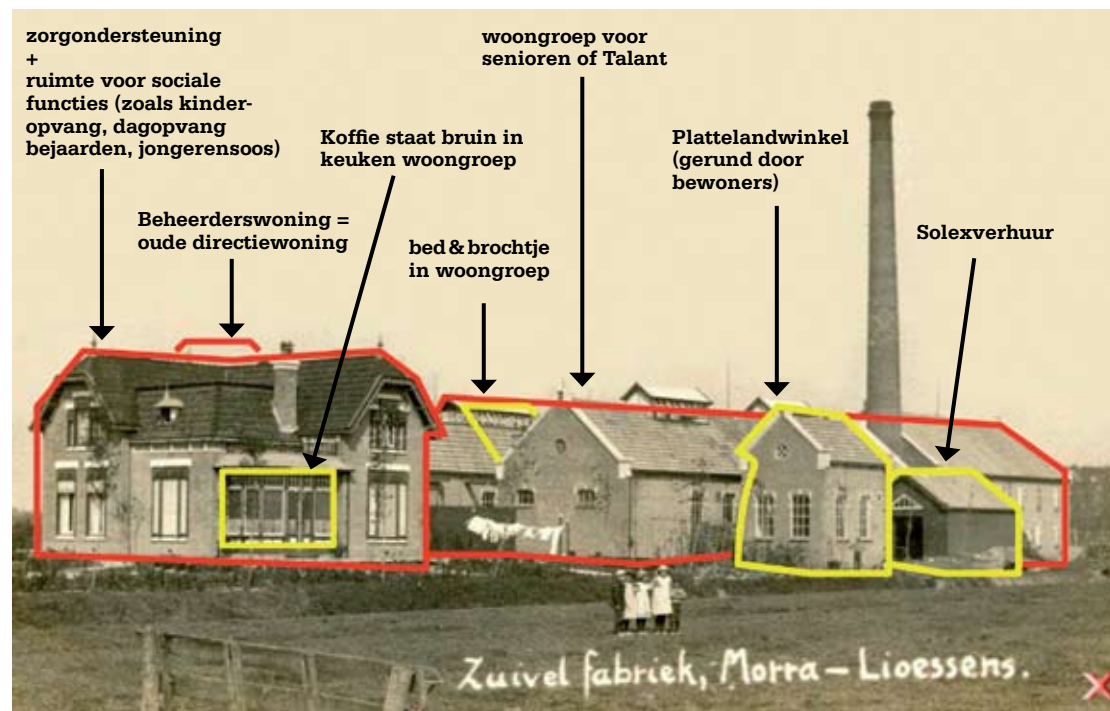 zorgondersteuning
+
ruimte voor sociale
functies (zoals kinder-
opvang, dagopvang
bejaarden, jongerensoos)
Beheerderswoning =
oude directiewoning
Koffie staat bruin in
keuken woongroep
bed & brochtje
in woongroep
woongroep voor
senioren of Talant
Plattelandwinkel
(gerund door
bewoners)
Solexverhuur
Zuivel fabriek, Morra – Lioessens.